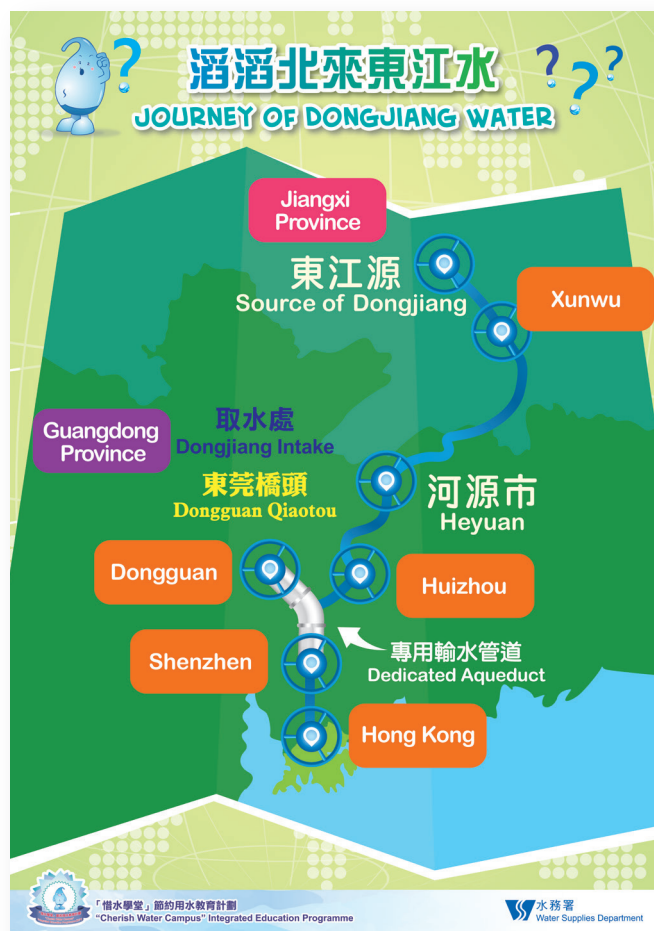 滔滔北來東江水
JOURNEY OF DONGJIANG WATER
Jiangxi
Province
東江源
Source of Dongjiang
Xunwu
Guangdong
Province
取水處
Dongjiang Intake
東莞橋頭
Dongguan Qiaotou
河源市
Heyuan
Dongguan
Huizhou
Shenzhen
專用輸水管道
Dedicated Aqueduct
Hong Kong
「惜水學堂」節約用水教育計劃
"Cherish Water Campus" Integrated Education Programme
水務署
Water Supplies Department